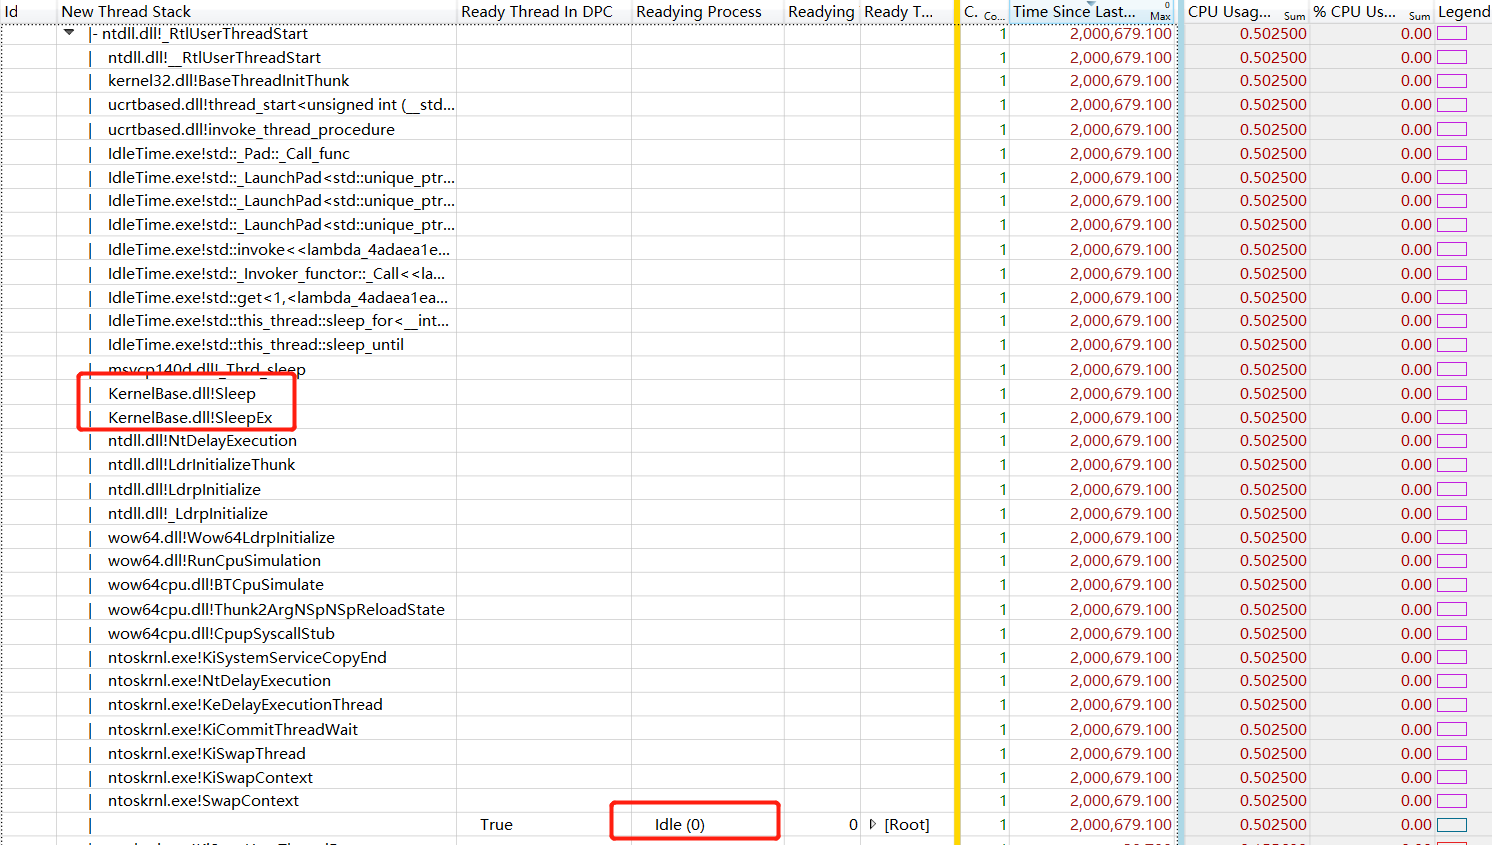 Id New Thread Stack Ready Thread In DPC Readying Process Readying Ready T... C. Co... Time Since Last... 0 Max CPU Usag... Sum % CPU Us... Sum Legend
|- ntdll.dll!_RtlUserThreadStart 1 2,000,679.100 0.502500 0.00
| ntdll.dll!__RtlUserThreadStart 1 2,000,679.100 0.502500 0.00
| kernel32.dll!BaseThreadInitThunk 1 2,000,679.100 0.502500 0.00
| ucrtbased.dll!thread_start<unsigned int (__std... 1 2,000,679.100 0.502500 0.00
| ucrtbased.dll!invoke_thread_procedure 1 2,000,679.100 0.502500 0.00
| IdleTime.exe!std::_Pad::_Call_func 1 2,000,679.100 0.502500 0.00
| IdleTime.exe!std::_LaunchPad<std::unique_ptr... 1 2,000,679.100 0.502500 0.00
| IdleTime.exe!std::_LaunchPad<std::unique_ptr... 1 2,000,679.100 0.502500 0.00
| IdleTime.exe!std::_LaunchPad<std::unique_ptr... 1 2,000,679.100 0.502500 0.00
| IdleTime.exe!std::invoke<<lambda_4adaea1e... 1 2,000,679.100 0.502500 0.00
| IdleTime.exe!std::_Invoker_functor::_Call<<la... 1 2,000,679.100 0.502500 0.00
| IdleTime.exe!std::get<1,<lambda_4adaea1ea... 1 2,000,679.100 0.502500 0.00
| IdleTime.exe!std::this_thread::sleep_for<__int... 1 2,000,679.100 0.502500 0.00
| IdleTime.exe!std::this_thread::sleep_until 1 2,000,679.100 0.502500 0.00
| msvcp140d.dll!_Thrd_sleep 1 2,000,679.100 0.502500 0.00
| KernelBase.dll!Sleep 1 2,000,679.100 0.502500 0.00
| KernelBase.dll!SleepEx 1 2,000,679.100 0.502500 0.00
| ntdll.dll!NtDelayExecution 1 2,000,679.100 0.502500 0.00
| ntdll.dll!LdrInitializeThunk 1 2,000,679.100 0.502500 0.00
| ntdll.dll!LdrpInitialize 1 2,000,679.100 0.502500 0.00
| ntdll.dll!_LdrpInitialize 1 2,000,679.100 0.502500 0.00
| wow64.dll!Wow64LdrpInitialize 1 2,000,679.100 0.502500 0.00
| wow64.dll!RunCpuSimulation 1 2,000,679.100 0.502500 0.00
| wow64cpu.dll!BTCpuSimulate 1 2,000,679.100 0.502500 0.00
| wow64cpu.dll!Thunk2ArgNSpNSpReloadState 1 2,000,679.100 0.502500 0.00
| wow64cpu.dll!CpupSyscallStub 1 2,000,679.100 0.502500 0.00
| ntoskrnl.exe!KiSystemServiceCopyEnd 1 2,000,679.100 0.502500 0.00
| ntoskrnl.exe!NtDelayExecution 1 2,000,679.100 0.502500 0.00
| ntoskrnl.exe!KeDelayExecutionThread 1 2,000,679.100 0.502500 0.00
| ntoskrnl.exe!KiCommitThreadWait 1 2,000,679.100 0.502500 0.00
| ntoskrnl.exe!KiSwapThread 1 2,000,679.100 0.502500 0.00
| ntoskrnl.exe!KiSwapContext 1 2,000,679.100 0.502500 0.00
| ntoskrnl.exe!SwapContext 1 2,000,679.100 0.502500 0.00
| True Idle (0) 0 [Root] 1 2,000,679.100 0.502500 0.00